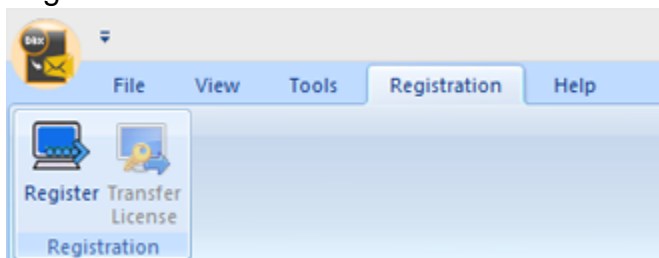 File View Tools Registration Help
Register Transfer
License
Registration